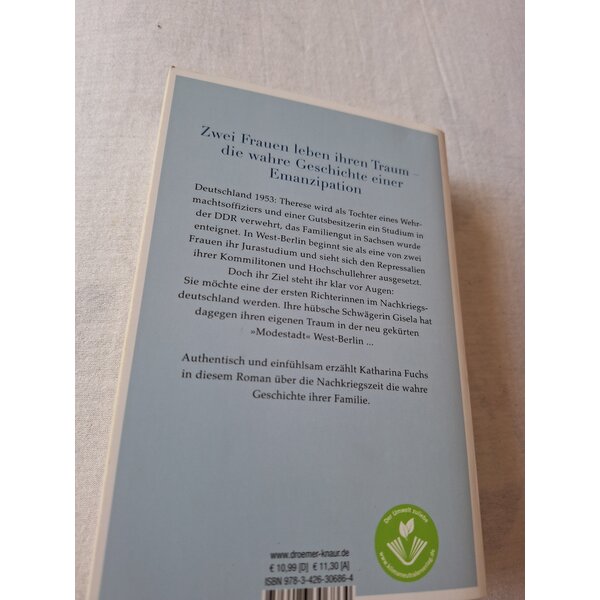 Zwei Frauen leben ihren Traum –
die wahre Geschichte einer
Emanzipation
Deutschland 1953: Therese wird als Tochter eines Wehr-
machtsoffiziers und einer Gutsbesitzerin ein Studium in
der DDR verwehrt, das Familiengut in Sachsen wurde
enteignet. In West-Berlin beginnt sie als eine von zwei
Frauen ihr Jurastudium und sieht sich den Repressalien
ihrer Kommilitonen und Hochschullehrer ausgesetzt.
Doch ihr Ziel steht ihr klar vor Augen:
Sie möchte eine der ersten Richterinnen im Nachkriegs-
deutschland werden. Ihre hübsche Schwägerin Gisela hat
dagegen ihren eigenen Traum in der neu gekürten
»Modestadt« West-Berlin ...
Authentisch und einfühlsam erzählt Katharina Fuchs
in diesem Roman über die Nachkriegszeit die wahre
Geschichte ihrer Familie.
Der Umwelt zuliebe
www.klimaneutralerverlag.de
www.droemer-knaur.de
€ 10,99 [D] € 11,30 [A]
ISBN 978-3-426-30686-4